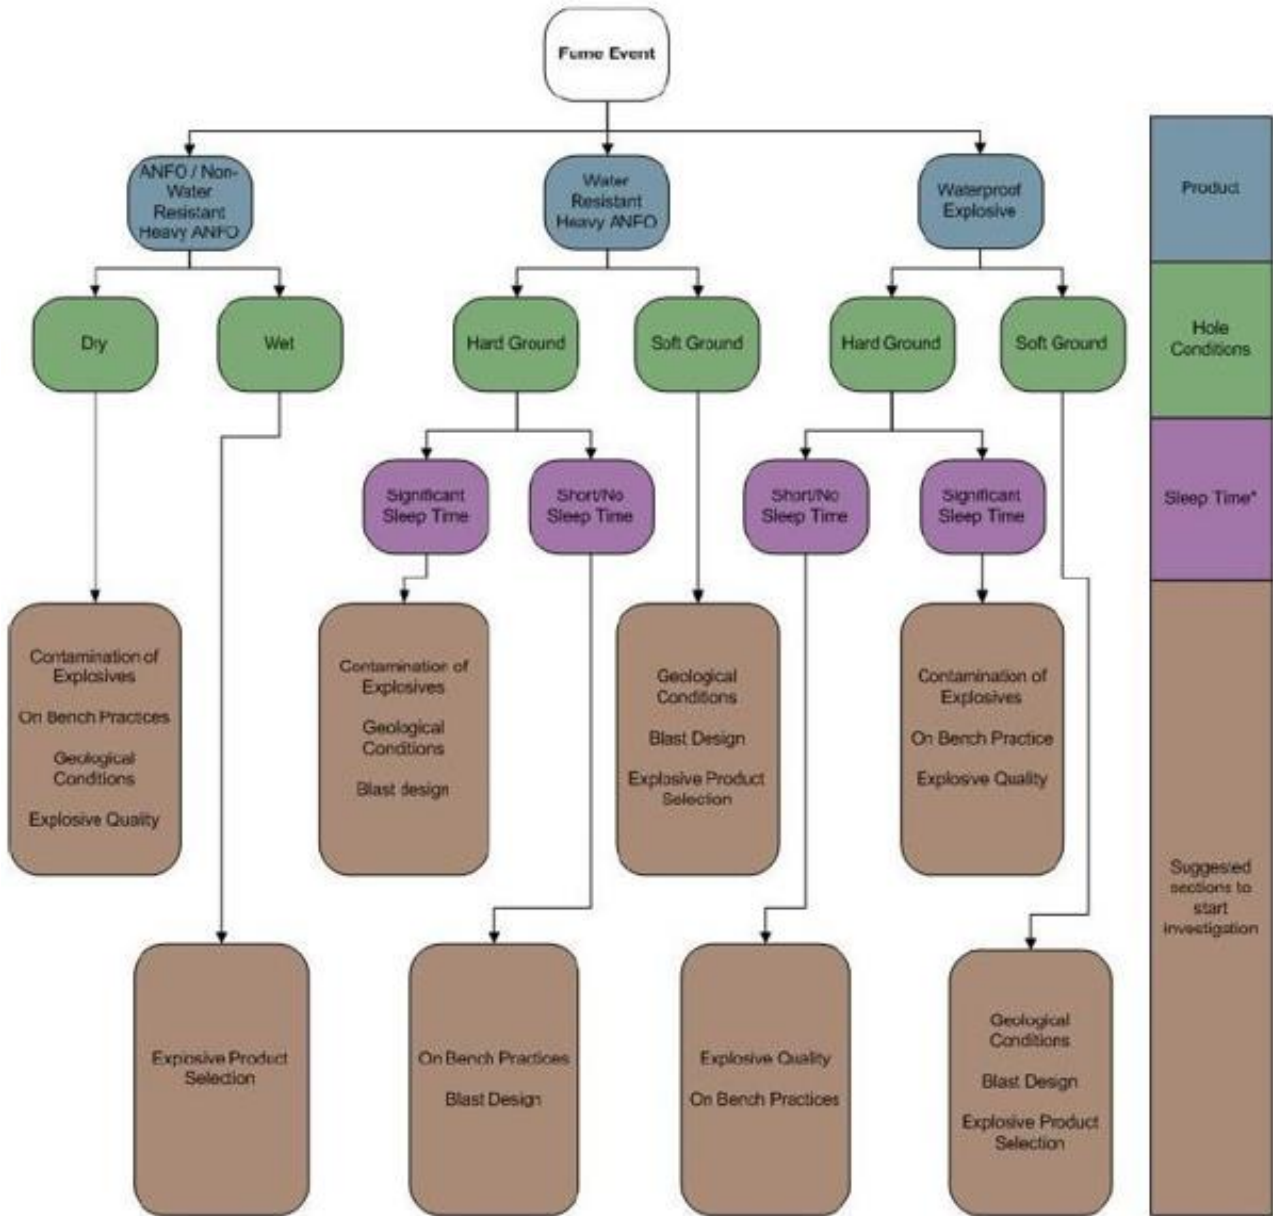 Fume Event
ANFO / Non-
Water
Resistant
Heavy ANFO
Water
Resistant
Heavy ANFO
Waterproof
Explosive
Product
Dry
Wet
Hard Ground
Soft Ground
Hard Ground
Soft Ground
Hole
Conditions
Significant
Sleep Time
Short/No
Sleep Time
Short/No
Sleep Time
Significant
Sleep Time
Sleep Time*
Contamination of
Explosives
On Bench Practices
Geological
Conditions
Explosive Quality
Contamination of
Explosives
Geological
Conditions
Blast design
Geological
Conditions
Blast Design
Explosive Product
Selection
Contamination of
Explosives
On Bench Practice
Explosive Quality
Suggested
sections to
start
investigation
Explosive Product
Selection
On Bench Practices
Blast Design
Explosive Quality
On Bench Practices
Geological
Conditions
Blast Design
Explosive Product
Selection